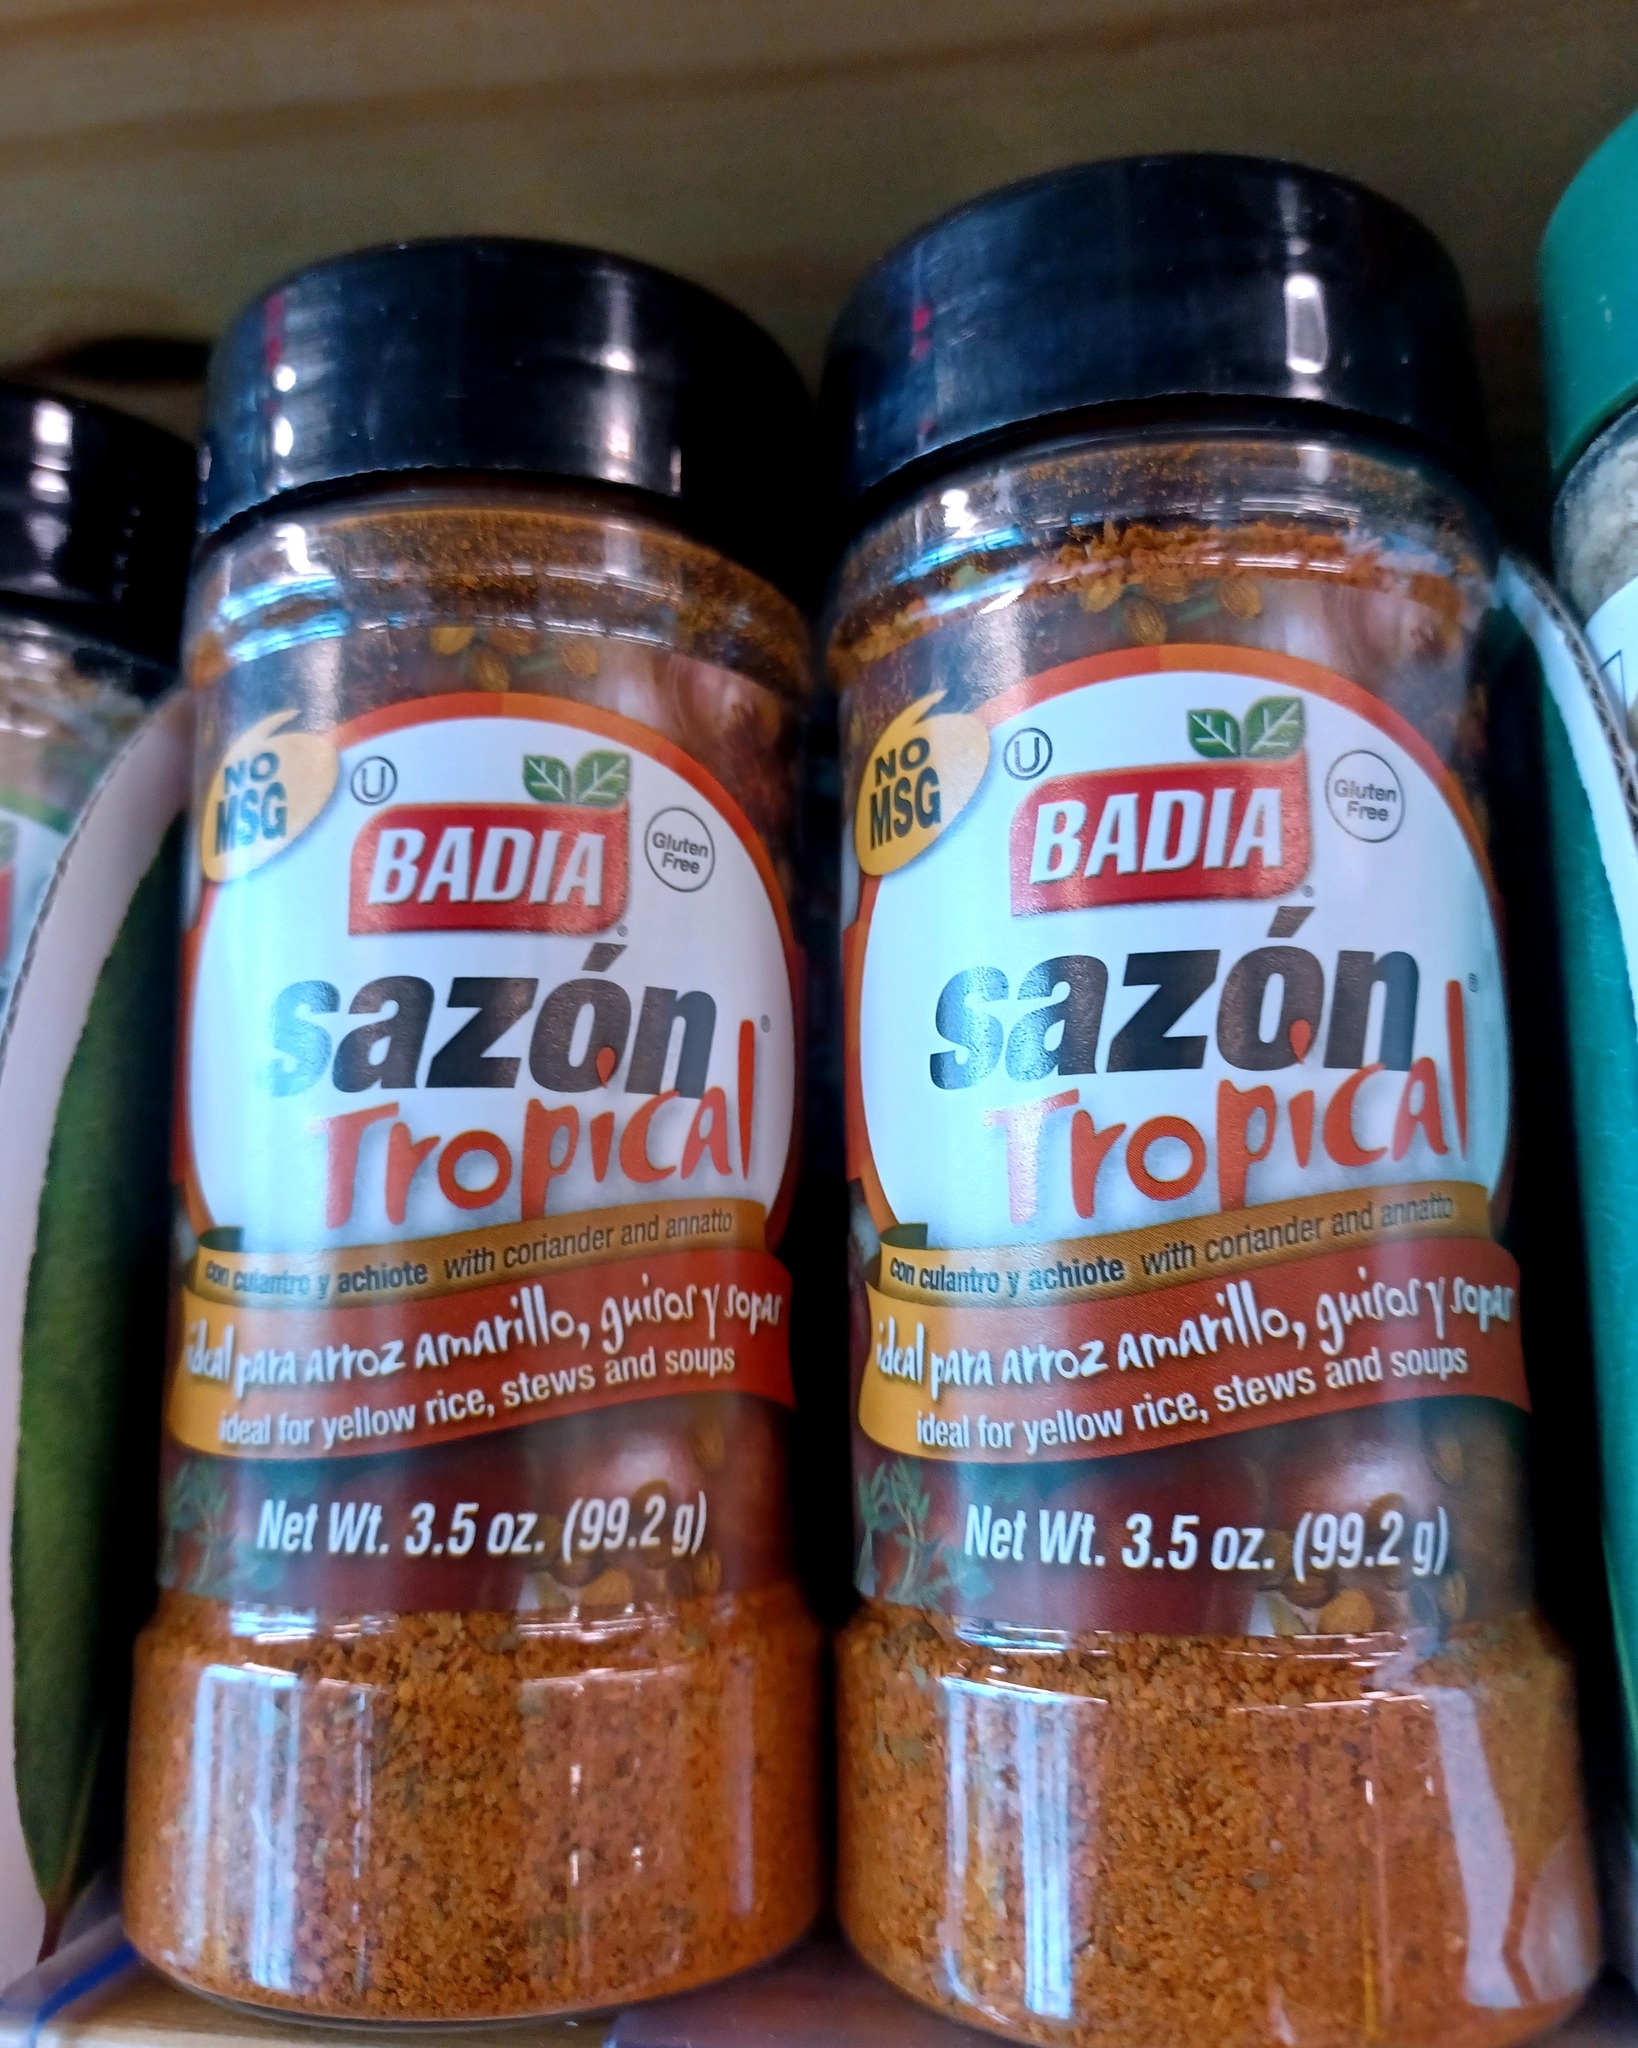 NO
MSG
U
BADIA
®
Gluten
Free
sazón
Tropical®
con culantro y achiote with coriander and annatto
ideal para arroz amarillo, guisos y sopas
ideal for yellow rice, stews and soups
Net Wt. 3.5 oz. (99.2 g)
NO
MSG
U
BADIA
®
Gluten
Free
sazón
Tropical®
con culantro y achiote with coriander and annatto
ideal para arroz amarillo, guisos y sopas
ideal for yellow rice, stews and soups
Net Wt. 3.5 oz. (99.2 g)